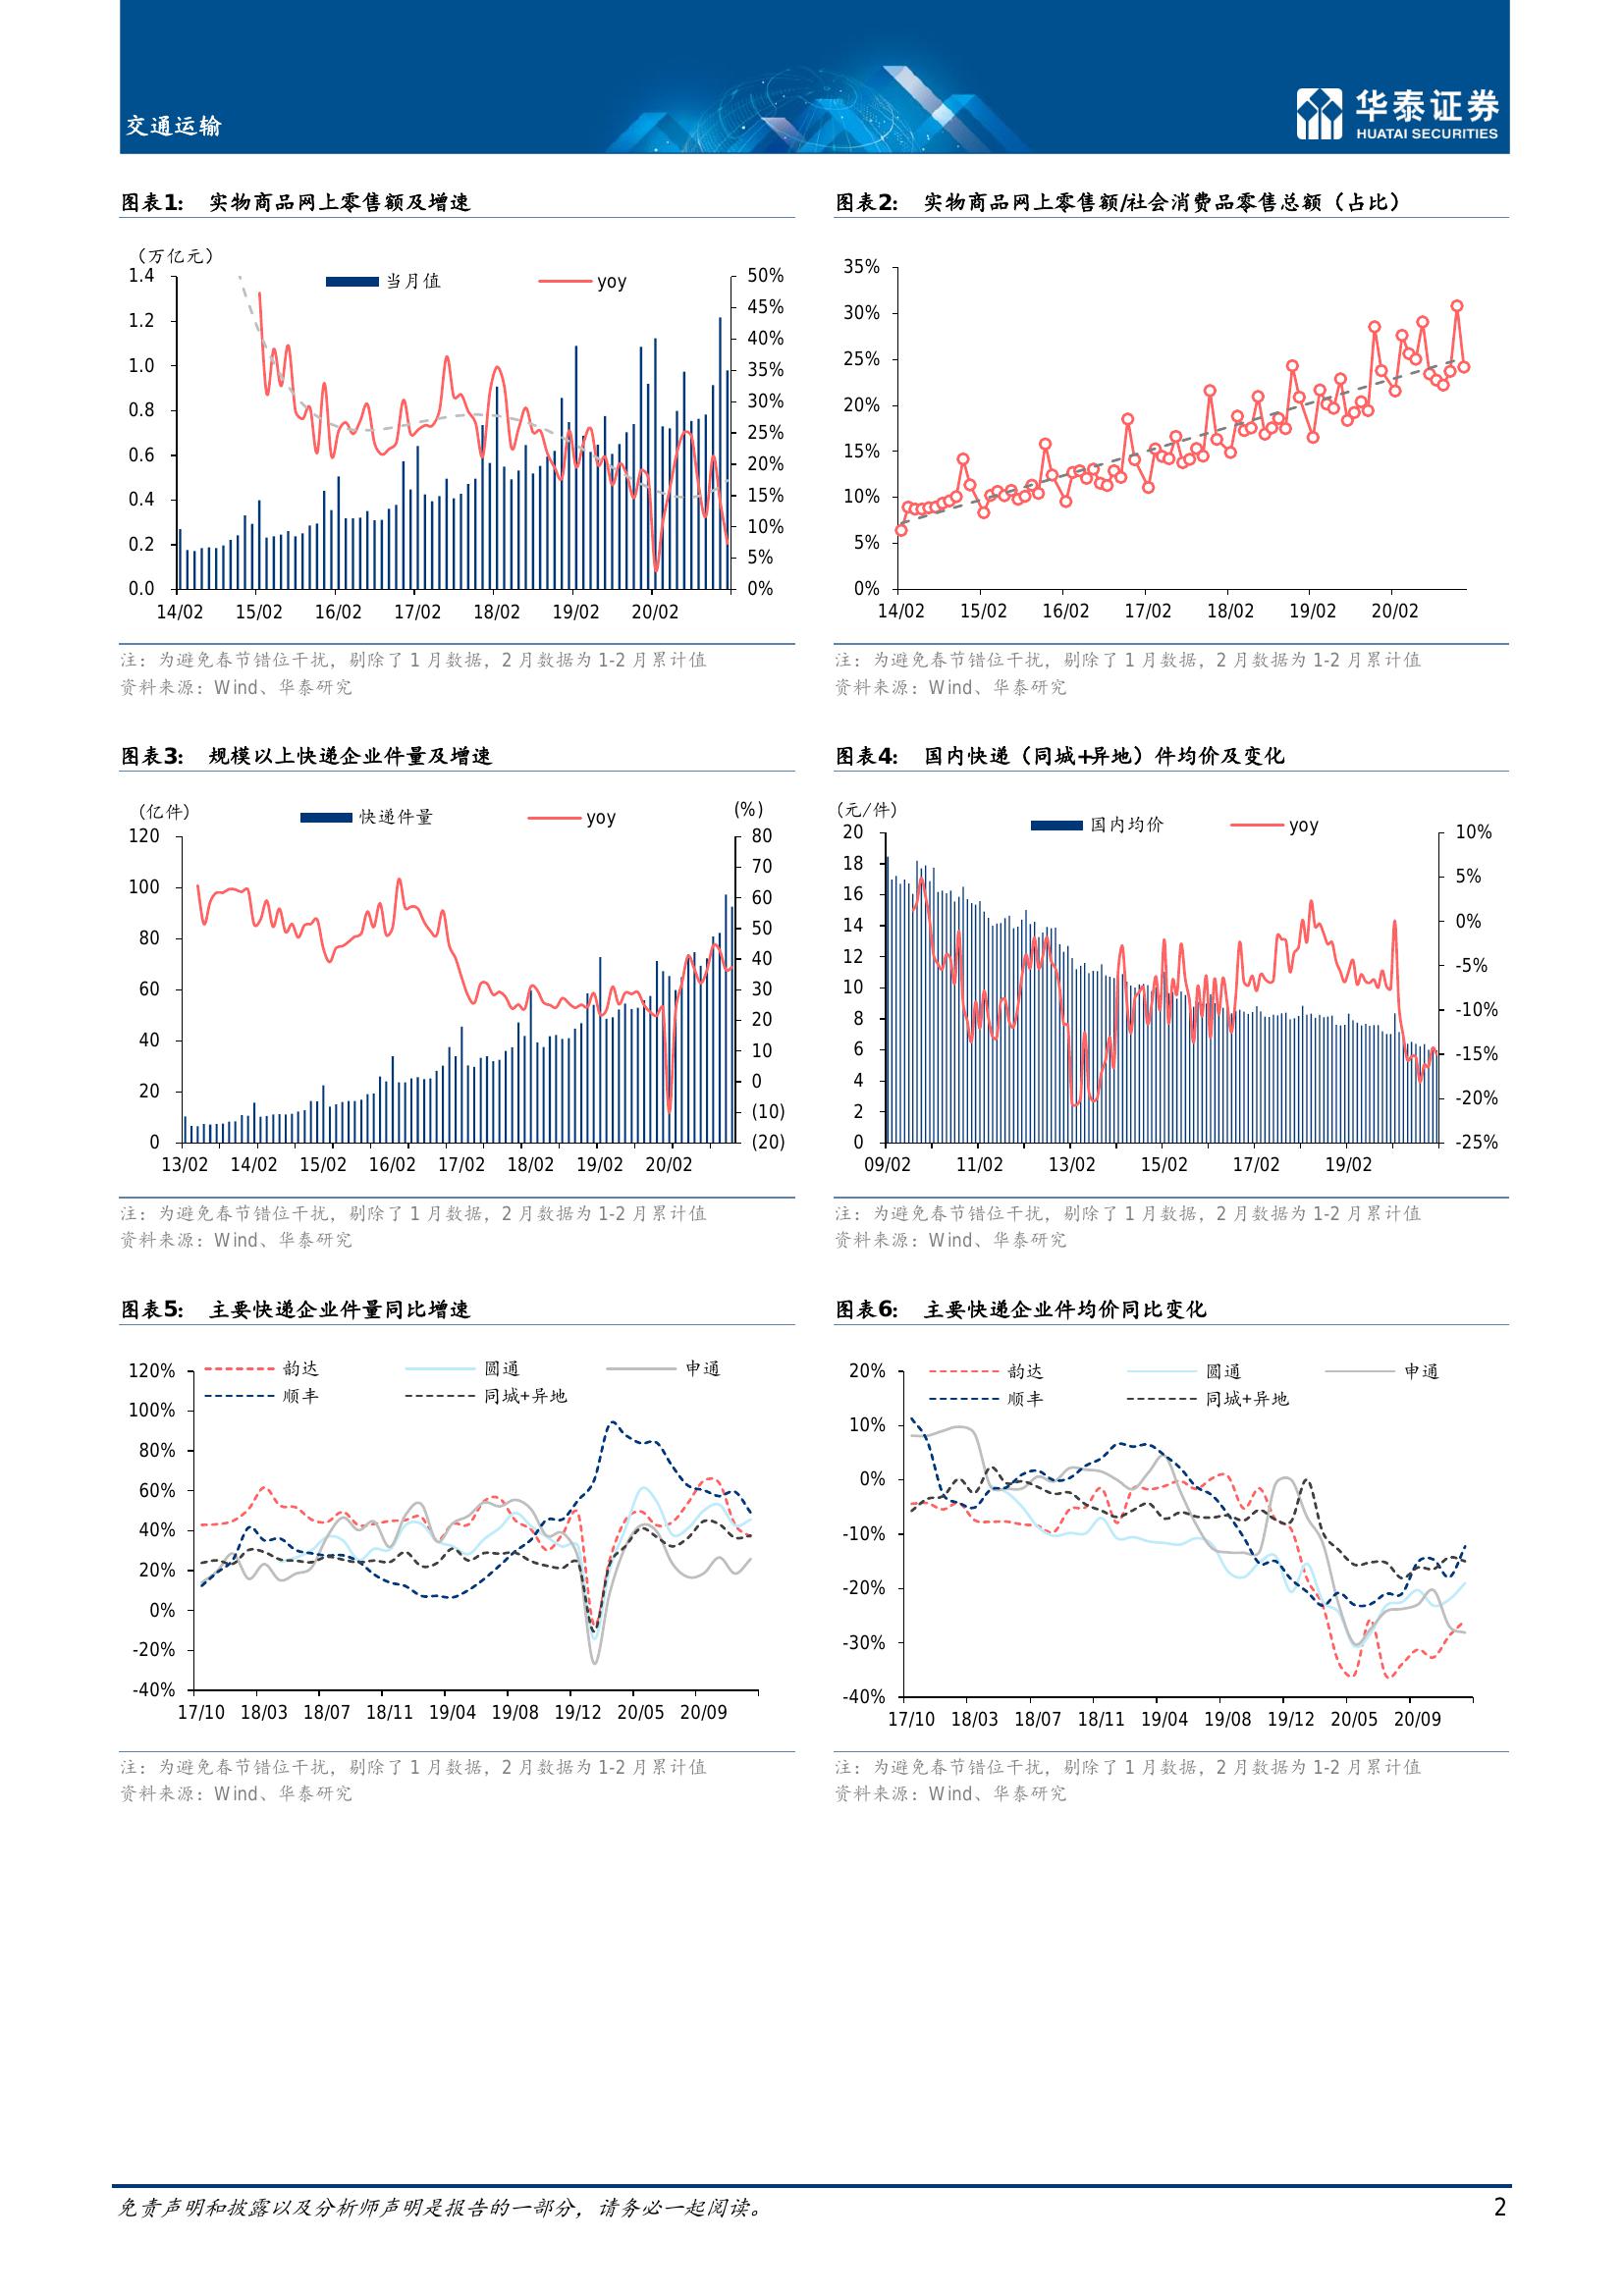 交通运输
华泰证券
HUATAI SECURITIES
图表1： 实物商品网上零售额及增速
（万亿元）
当月值 yoy
1.4
1.2
1.0
0.8
0.6
0.4
0.2
0.0
50%
45%
40%
35%
30%
25%
20%
15%
10%
5%
0%
14/02 15/02 16/02 17/02 18/02 19/02 20/02
注：为避免春节错位干扰，剔除了 1 月数据，2 月数据为 1-2 月累计值
资料来源：Wind、华泰研究
图表2： 实物商品网上零售额/社会消费品零售总额（占比）
35%
30%
25%
20%
15%
10%
5%
0%
14/02 15/02 16/02 17/02 18/02 19/02 20/02
注：为避免春节错位干扰，剔除了 1 月数据，2 月数据为 1-2 月累计值
资料来源：Wind、华泰研究
图表3： 规模以上快递企业件量及增速
(亿件) (%)
快递件量 yoy
120
100
80
60
40
20
0
80
70
60
50
40
30
20
10
0
(10)
(20)
13/02 14/02 15/02 16/02 17/02 18/02 19/02 20/02
注：为避免春节错位干扰，剔除了 1 月数据，2 月数据为 1-2 月累计值
资料来源：Wind、华泰研究
图表4： 国内快递（同城+异地）件均价及变化
(元/件)
国内均价 yoy
20
18
16
14
12
10
8
6
4
2
0
10%
5%
0%
-5%
-10%
-15%
-20%
-25%
09/02 11/02 13/02 15/02 17/02 19/02
注：为避免春节错位干扰，剔除了 1 月数据，2 月数据为 1-2 月累计值
资料来源：Wind、华泰研究
图表5： 主要快递企业件量同比增速
韵达 圆通 申通
顺丰 同城+异地
120%
100%
80%
60%
40%
20%
0%
-20%
-40%
17/10 18/03 18/07 18/11 19/04 19/08 19/12 20/05 20/09
注：为避免春节错位干扰，剔除了 1 月数据，2 月数据为 1-2 月累计值
资料来源：Wind、华泰研究
图表6： 主要快递企业件均价同比变化
韵达 圆通 申通
顺丰 同城+异地
20%
10%
0%
-10%
-20%
-30%
-40%
17/10 18/03 18/07 18/11 19/04 19/08 19/12 20/05 20/09
注：为避免春节错位干扰，剔除了 1 月数据，2 月数据为 1-2 月累计值
资料来源：Wind、华泰研究
免责声明和披露以及分析师声明是报告的一部分，请务必一起阅读。 2